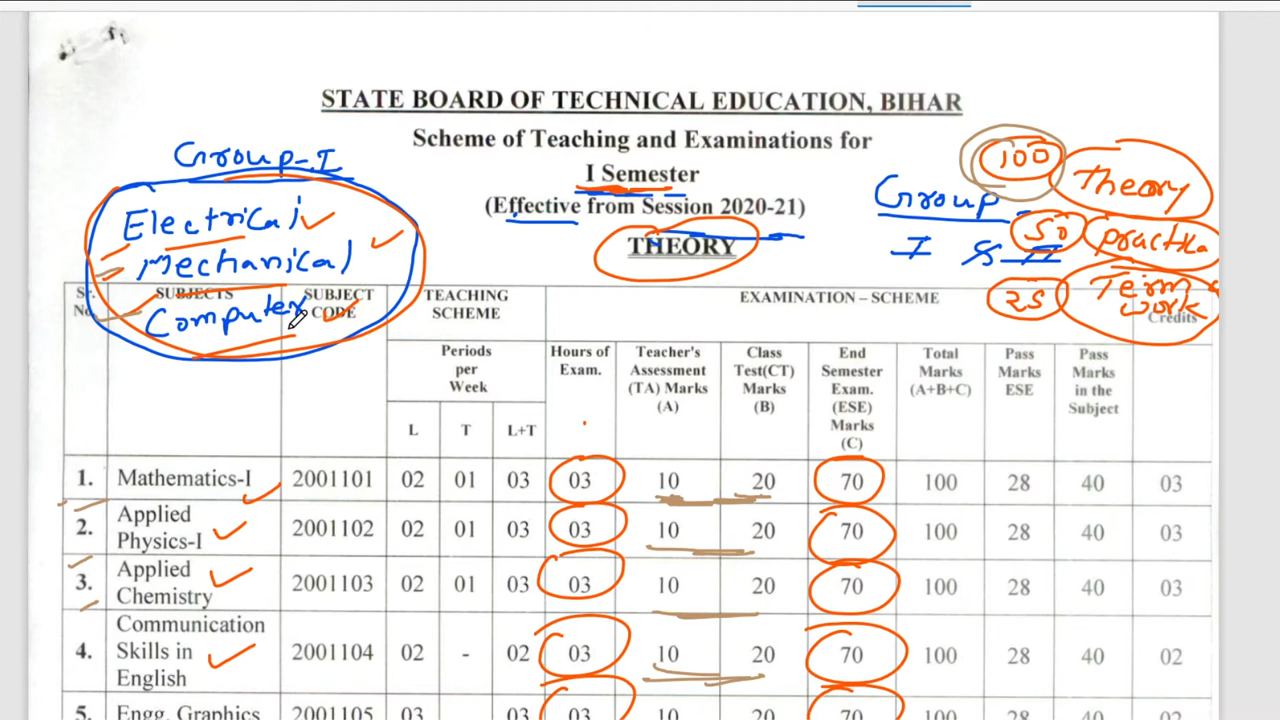 STATE BOARD OF TECHNICAL EDUCATION, BIHAR
Scheme of Teaching and Examinations for
I Semester
(Effective from Session 2020-21)
THEORY
Group-I
Electrical
Mechanical
Computer
Group
I & II
100 Theory
50 practical
25 Term work
Sr. No. SUBJECTS SUBJECT CODE TEACHING SCHEME EXAMINATION – SCHEME Credits
Periods per Week Hours of Exam. Teacher's Assessment (TA) Marks (A) Class Test(CT) Marks (B) End Semester Exam. (ESE) Marks (C) Total Marks (A+B+C) Pass Marks ESE Pass Marks in the Subject
L T L+T
1. Mathematics-I 2001101 02 01 03 03 10 20 70 100 28 40 03
2. Applied Physics-I 2001102 02 01 03 03 10 20 70 100 28 40 03
3. Applied Chemistry 2001103 02 01 03 03 10 20 70 100 28 40 03
4. Communication Skills in English 2001104 02 - 02 03 10 20 70 100 28 40 02
5. Engg. Graphics 2001105 03 03 03 10 20 70 100 28 40 02